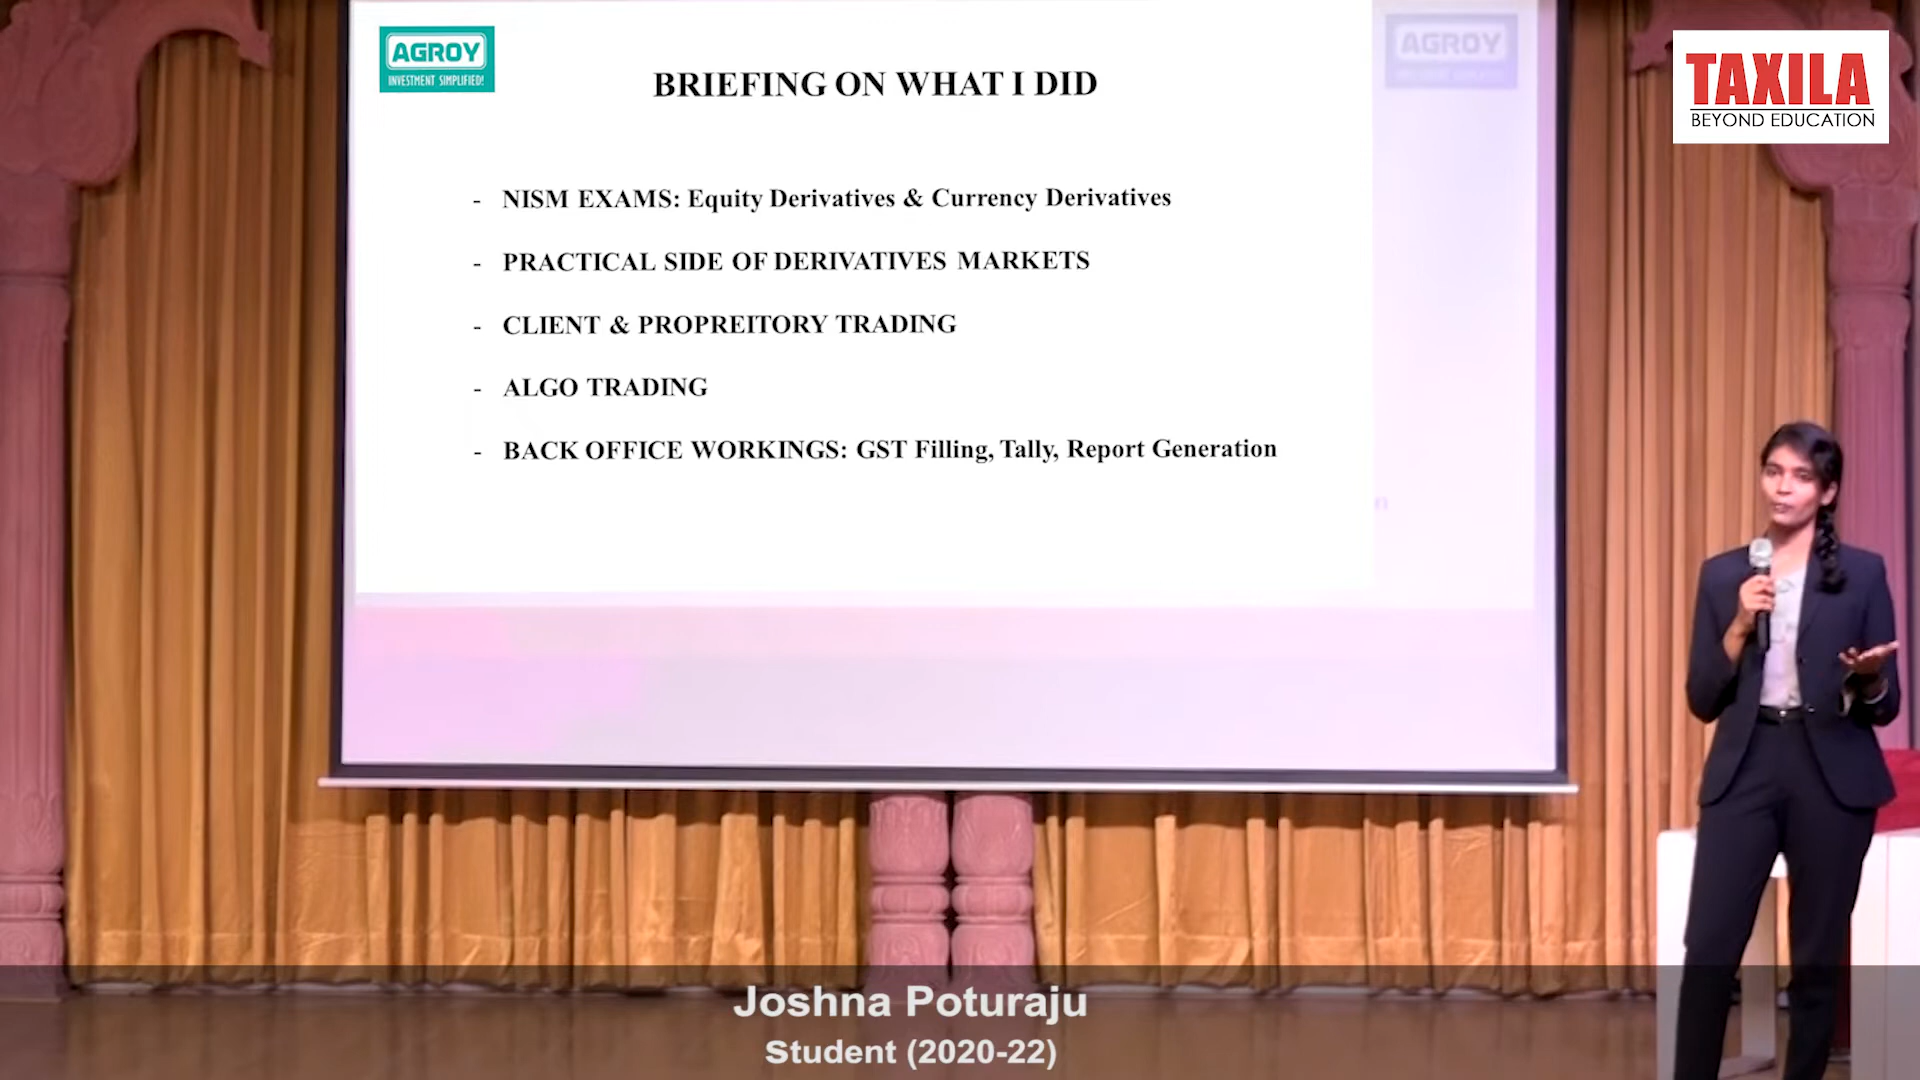 AGROY
INVESTMENT SIMPLIFIED!
BRIEFING ON WHAT I DID
AGROY
TAXILA
BEYOND EDUCATION
- NISM EXAMS: Equity Derivatives & Currency Derivatives
- PRACTICAL SIDE OF DERIVATIVES MARKETS
- CLIENT & PROPREITORY TRADING
- ALGO TRADING
- BACK OFFICE WORKINGS: GST Filling, Tally, Report Generation
n
Joshna Poturaju
Student (2020-22)